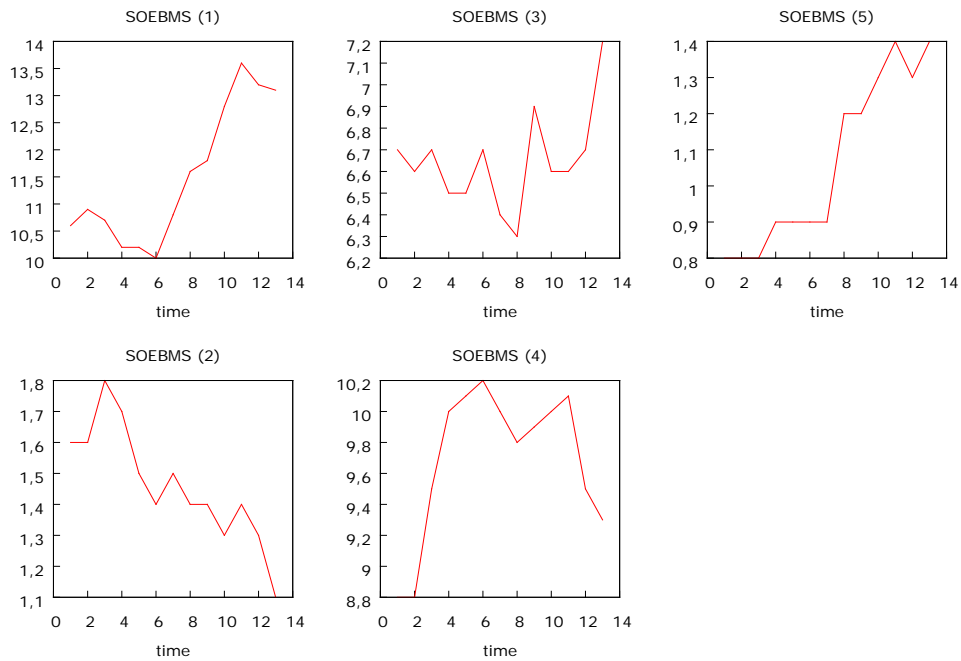 SOEBMS (1)
14
13,5
13
12,5
12
11,5
11
10,5
10
0 2 4 6 8 10 12 14
time
SOEBMS (3)
7,2
7,1
7
6,9
6,8
6,7
6,6
6,5
6,4
6,3
6,2
0 2 4 6 8 10 12 14
time
SOEBMS (5)
1,4
1,3
1,2
1,1
1
0,9
0,8
0 2 4 6 8 10 12 14
time
SOEBMS (2)
1,8
1,7
1,6
1,5
1,4
1,3
1,2
1,1
0 2 4 6 8 10 12 14
time
SOEBMS (4)
10,2
10
9,8
9,6
9,4
9,2
9
8,8
0 2 4 6 8 10 12 14
time